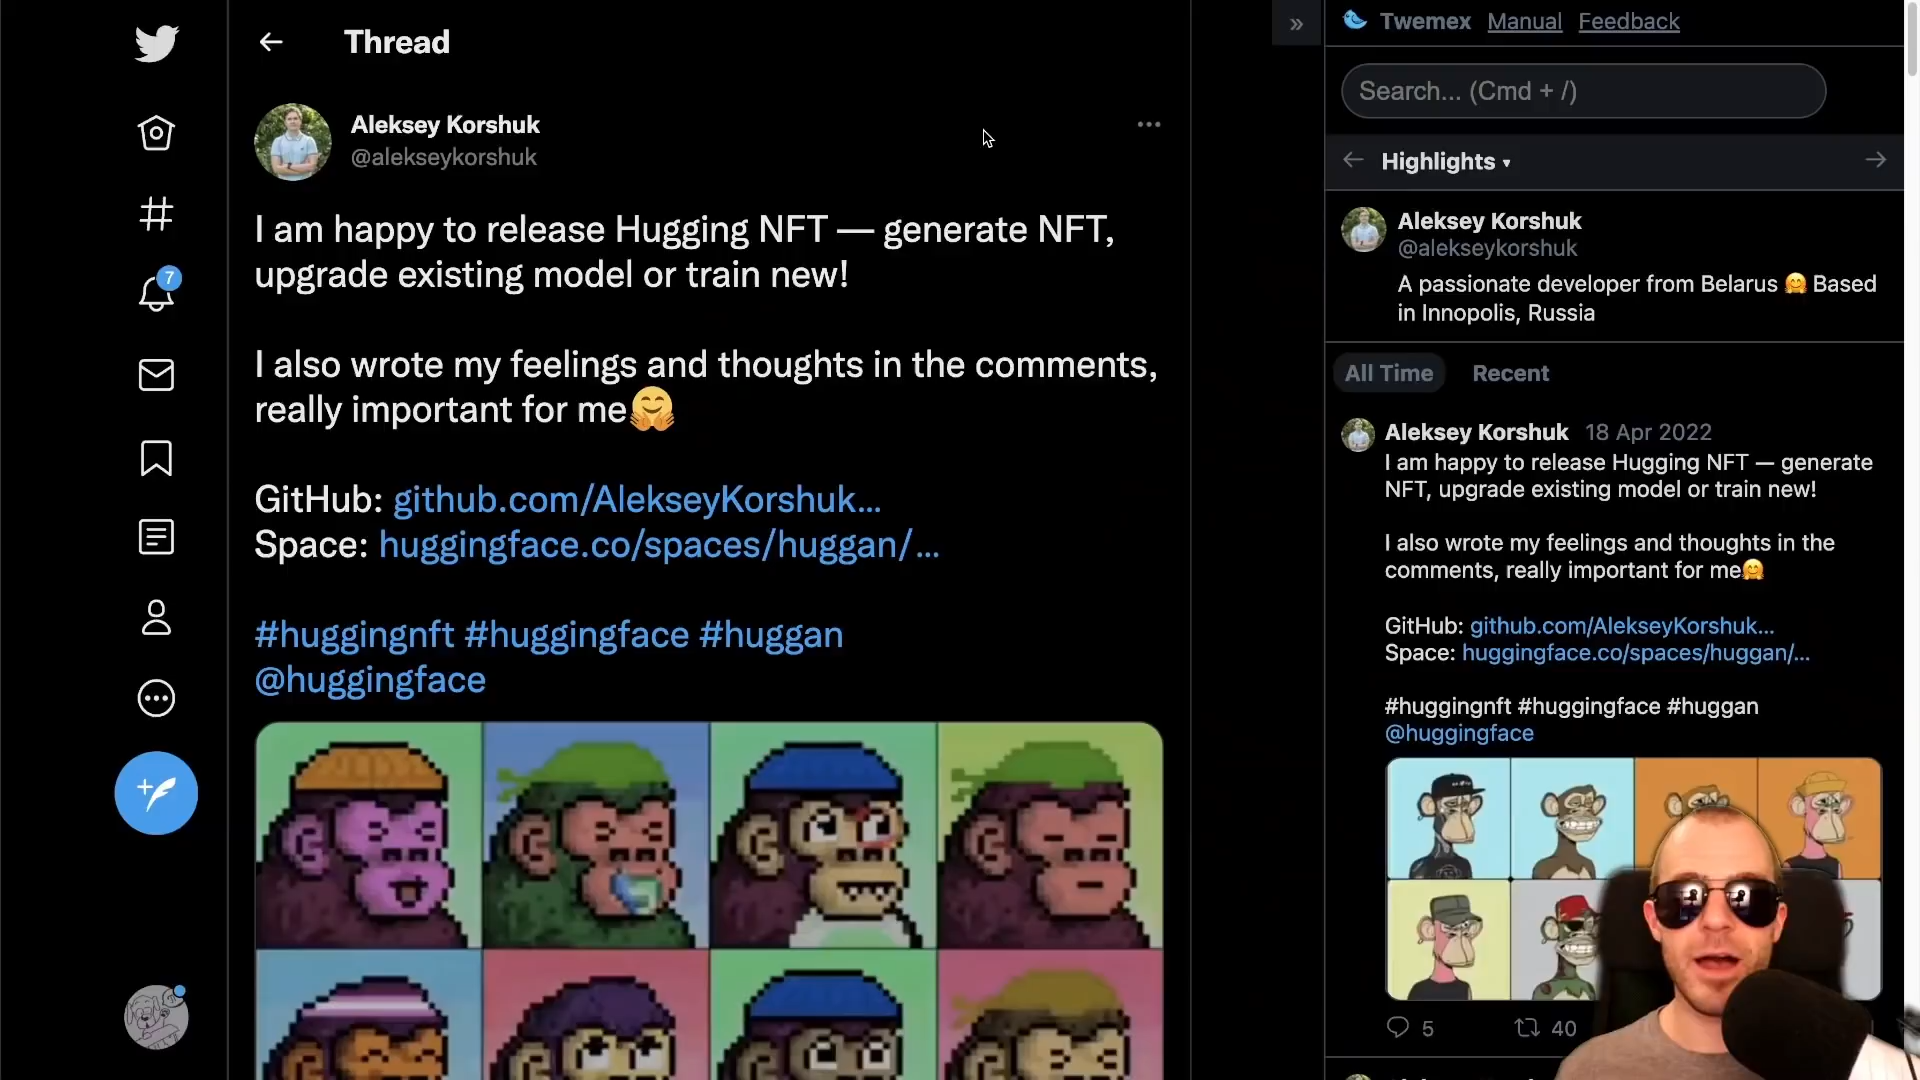 Thread
Aleksey Korshuk
@alekseykorshuk
I am happy to release Hugging NFT — generate NFT,
upgrade existing model or train new!
I also wrote my feelings and thoughts in the comments,
really important for me🤗
GitHub: github.com/AlekseyKorshuk...
Space: huggingface.co/spaces/huggan/...
#huggingnft #huggingface #huggan
@huggingface
7
»
Twemex Manual Feedback
Search... (Cmd + /)
Highlights
Aleksey Korshuk
@alekseykorshuk
A passionate developer from Belarus 🤗 Based
in Innopolis, Russia
All Time Recent
Aleksey Korshuk 18 Apr 2022
I am happy to release Hugging NFT — generate
NFT, upgrade existing model or train new!
I also wrote my feelings and thoughts in the
comments, really important for me🤗
GitHub: github.com/AlekseyKorshuk...
Space: huggingface.co/spaces/huggan/...
#huggingnft #huggingface #huggan
@huggingface
5 40